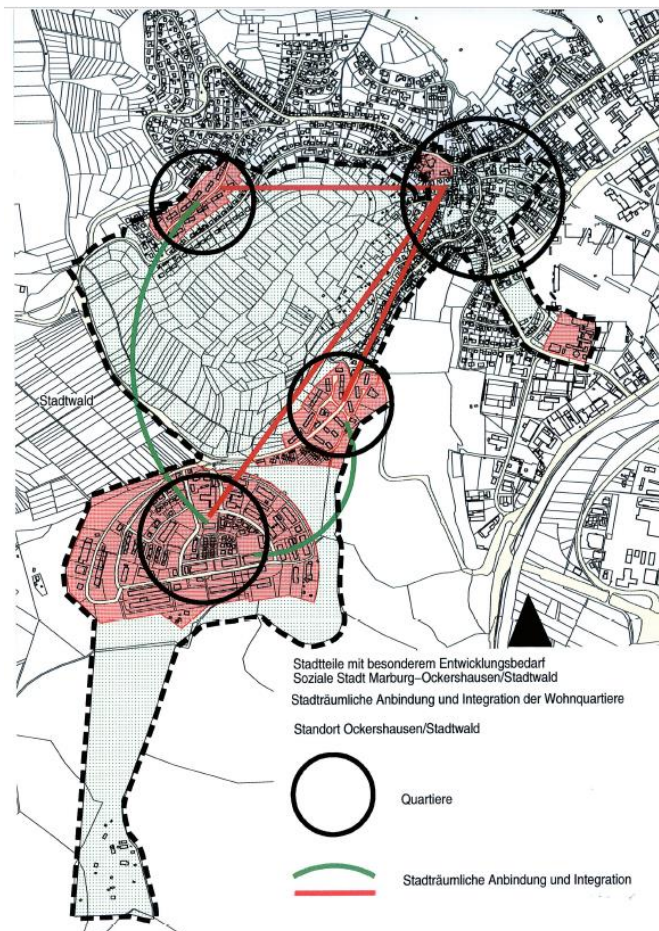 Stadtwald
Stadtteile mit besonderem Entwicklungsbedarf
Soziale Stadt Marburg-Ockershausen/Stadtwald
Stadträumliche Anbindung und Integration der Wohnquartiere
Standort Ockershausen/Stadtwald
Quartiere
Stadträumliche Anbindung und Integration